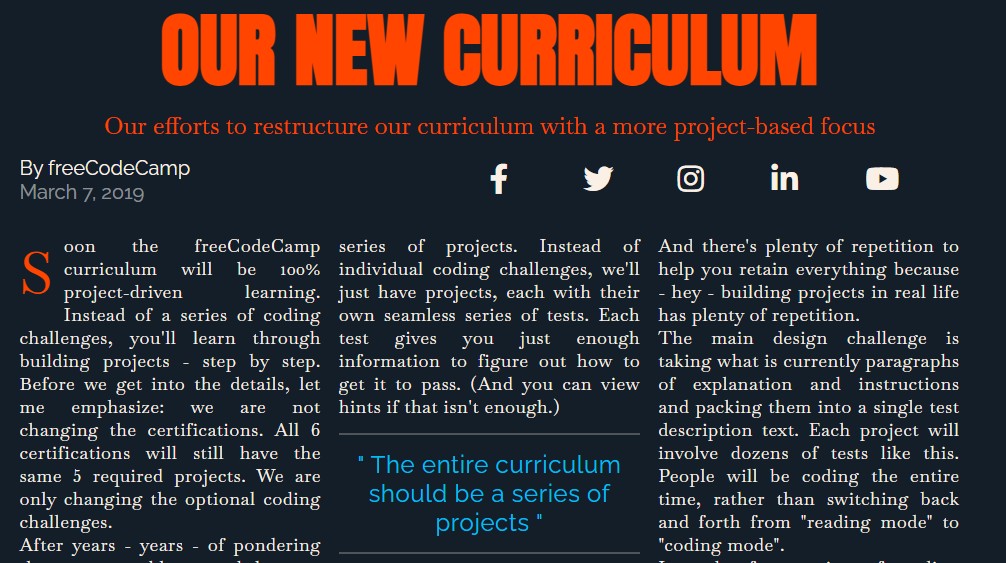 OUR NEW CURRICULUM
Our efforts to restructure our curriculum with a more project-based focus
By freeCodeCamp
March 7, 2019
Soon the freeCodeCamp
curriculum will be 100%
project-driven learning.
Instead of a series of coding
challenges, you'll learn through
building projects - step by step.
Before we get into the details, let
me emphasize: we are not
changing the certifications. All 6
certifications will still have the
same 5 required projects. We are
only changing the optional coding
challenges.
After years - years - of pondering
series of projects. Instead of
individual coding challenges, we'll
just have projects, each with their
own seamless series of tests. Each
test gives you just enough
information to figure out how to
get it to pass. (And you can view
hints if that isn't enough.)
" The entire curriculum
should be a series of
projects "
And there's plenty of repetition to
help you retain everything because
- hey - building projects in real life
has plenty of repetition.
The main design challenge is
taking what is currently paragraphs
of explanation and instructions
and packing them into a single test
description text. Each project will
involve dozens of tests like this.
People will be coding the entire
time, rather than switching back
and forth from "reading mode" to
"coding mode".